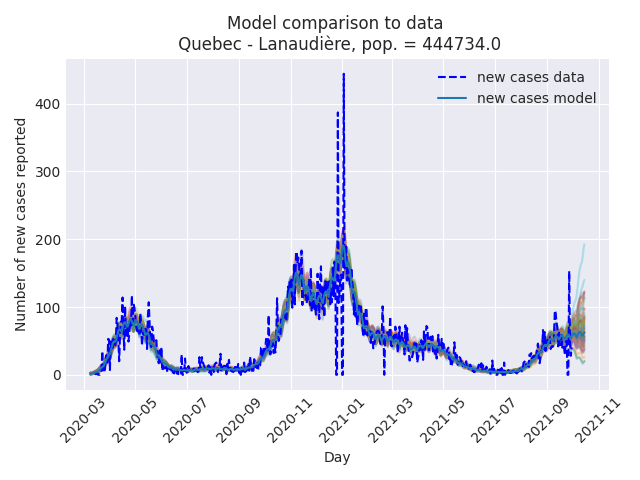 Model comparison to data
Quebec - Lanaudière, pop. = 444734.0
new cases data
new cases model
Number of new cases reported
400
300
200
100
0
2020-03
2020-05
2020-07
2020-09
2020-11
2021-01
2021-03
2021-05
2021-07
2021-09
2021-11
Day